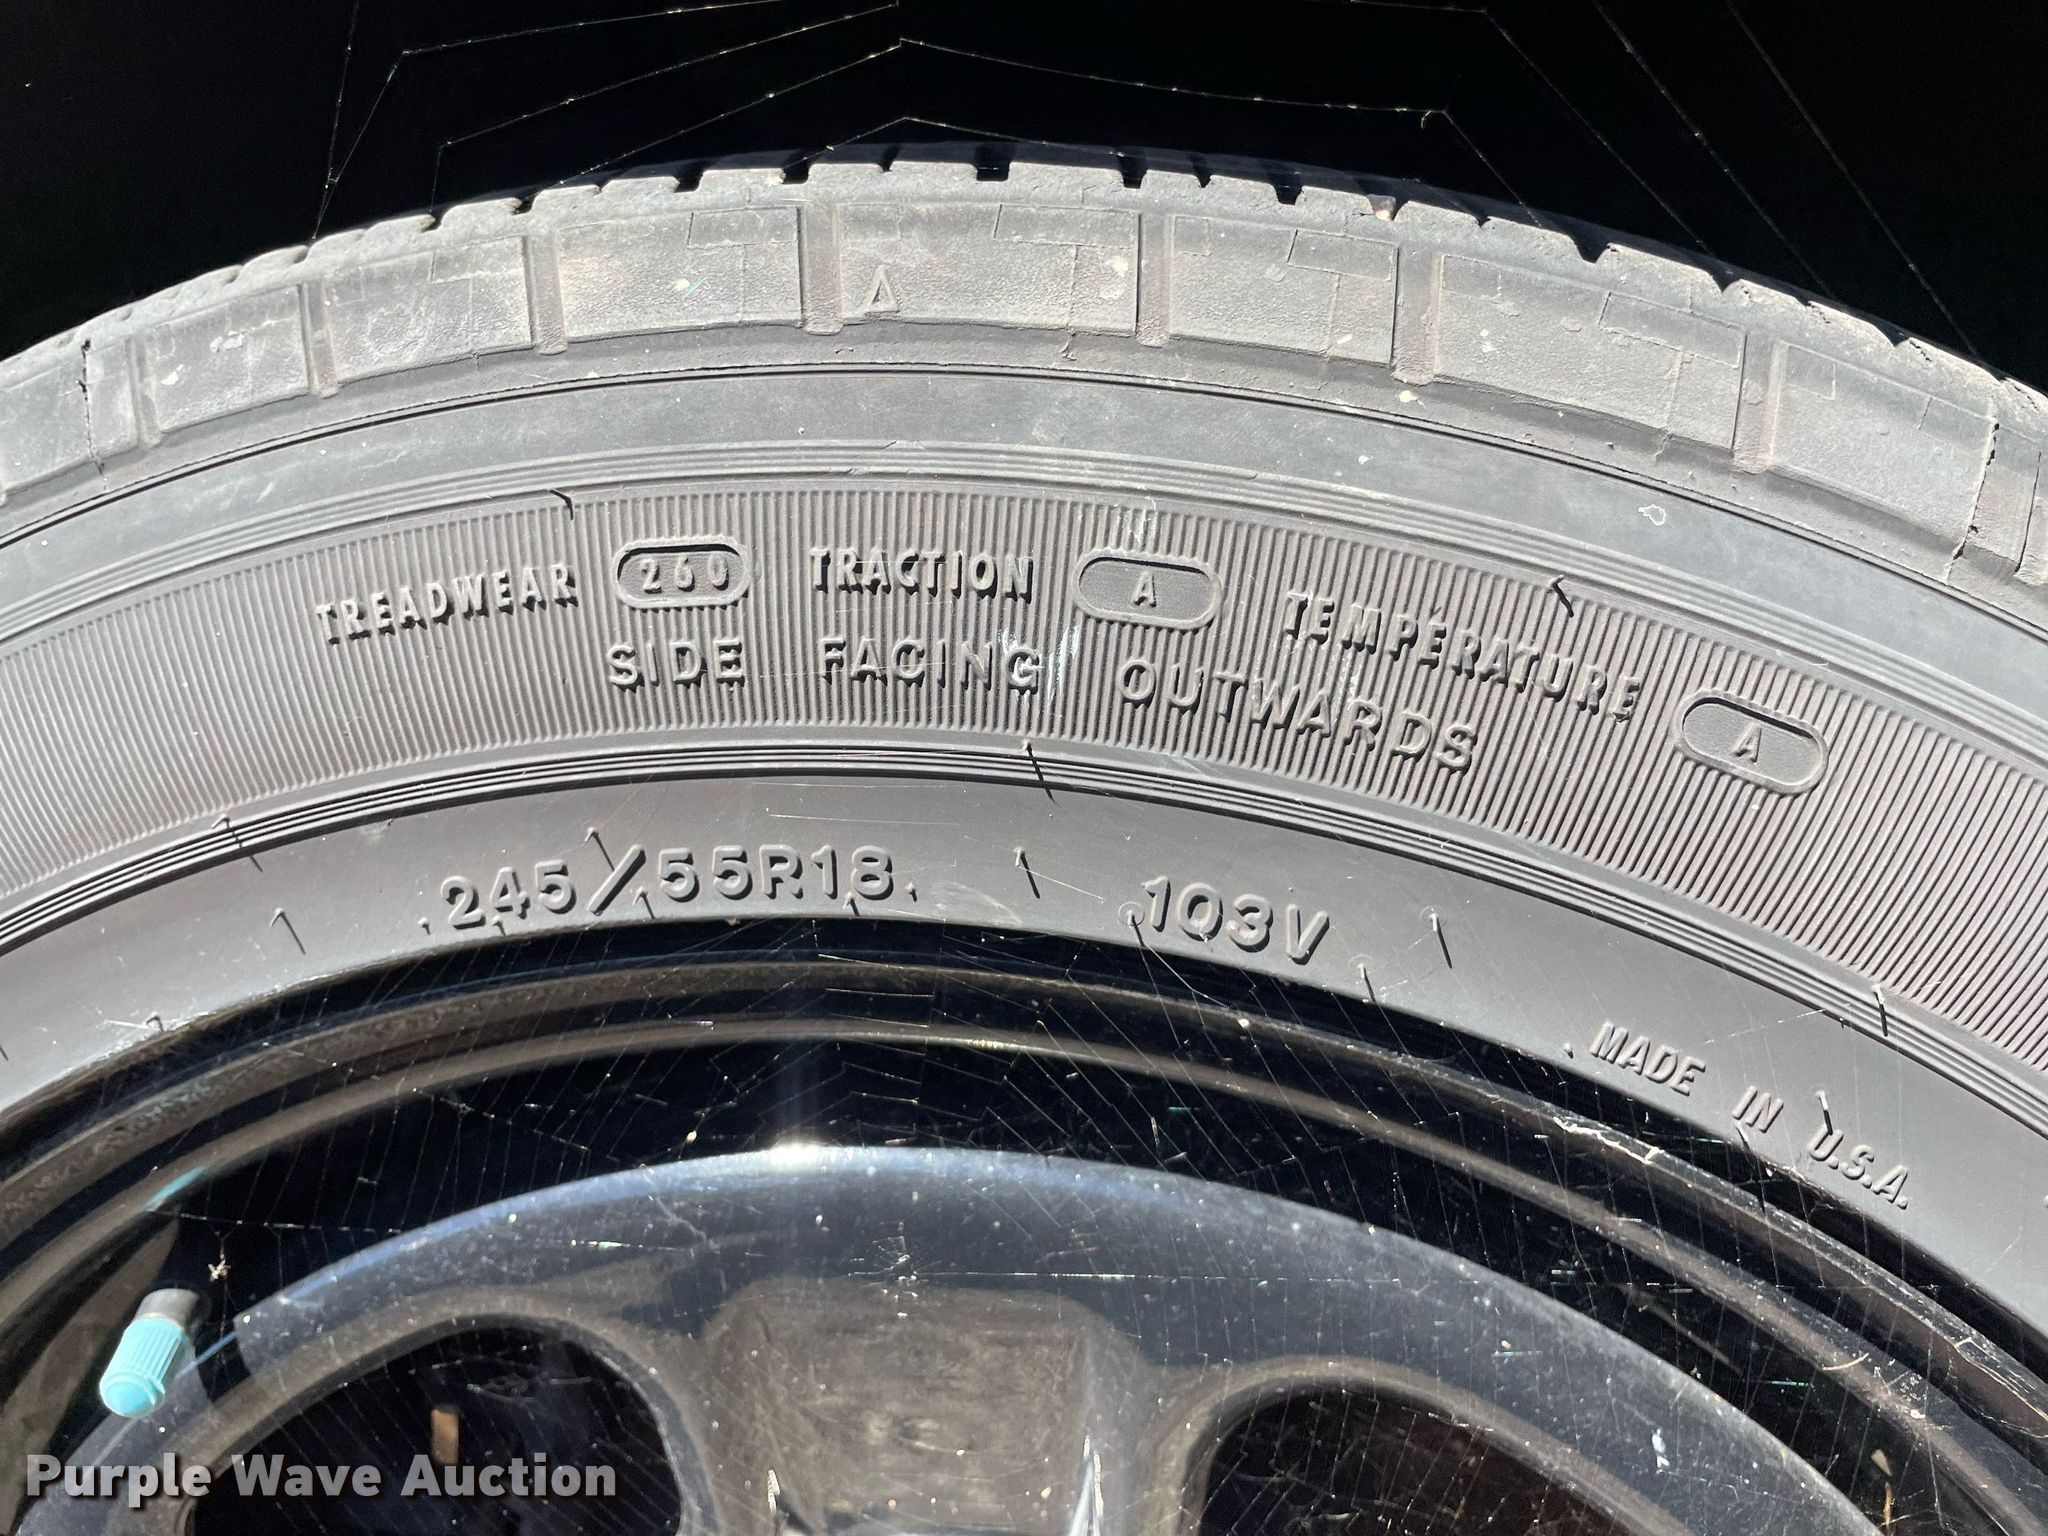 TREADWEAR 260 TRACTION A TEMPERATURE A
SIDE FACING OUTWARDS
245/55R18 103V
MADE IN U.S.A.
Purple Wave Auction